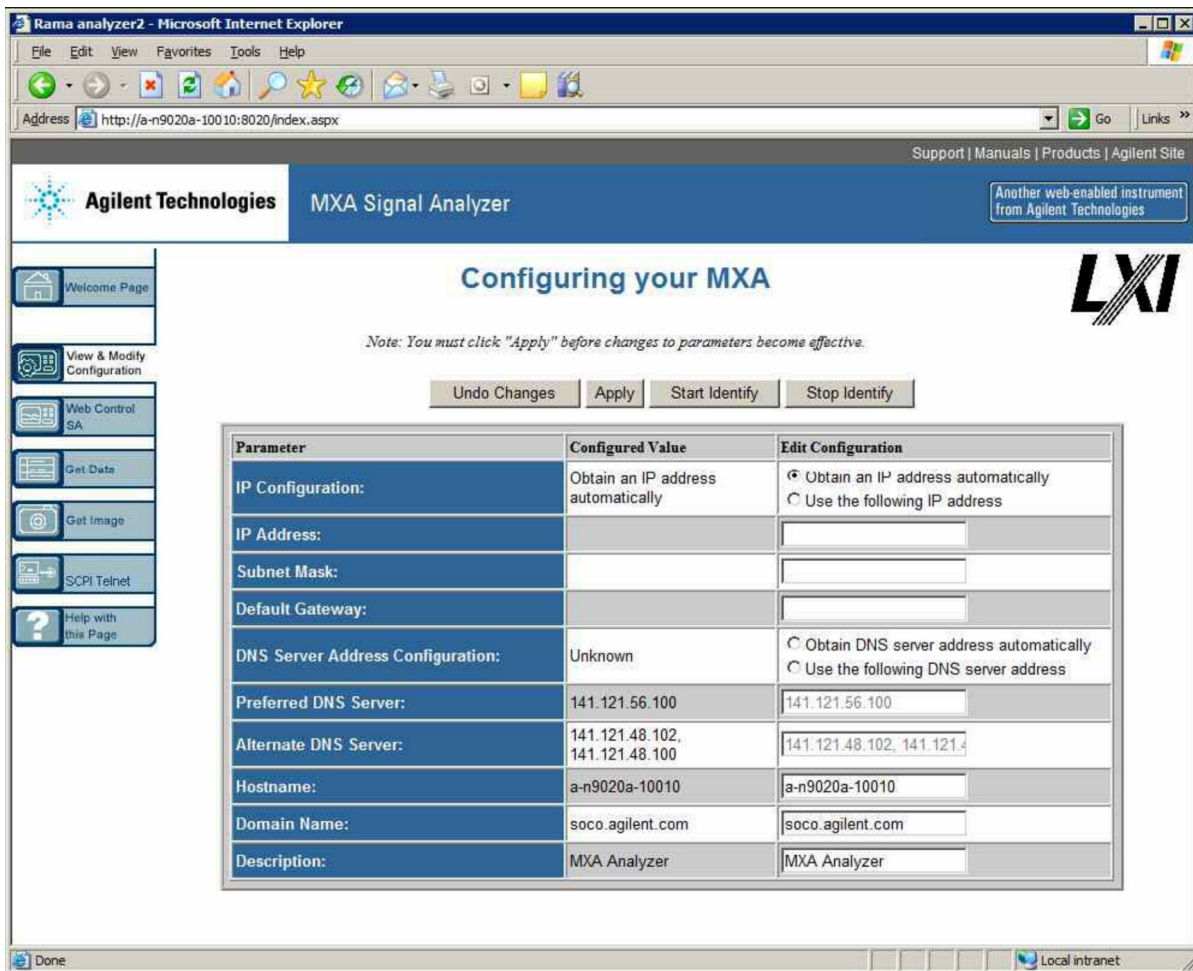 Rama analyzer2 - Microsoft Internet Explorer
File Edit View Favorites Tools Help
Address http://a-n9020a-10010:8020/index.aspx Go Links »
Support | Manuals | Products | Agilent Site
Agilent Technologies MXA Signal Analyzer
Another web-enabled instrument
from Agilent Technologies
Welcome Page
View & Modify
Configuration
Web Control
SA
Get Data
Get Image
SCPI Telnet
Help with
this Page
Configuring your MXA
LXI
Note: You must click "Apply" before changes to parameters become effective.
Undo Changes Apply Start Identify Stop Identify
Parameter Configured Value Edit Configuration
IP Configuration: Obtain an IP address
automatically
Obtain an IP address automatically
Use the following IP address
IP Address:
Subnet Mask:
Default Gateway:
DNS Server Address Configuration: Unknown
Obtain DNS server address automatically
Use the following DNS server address
Preferred DNS Server: 141.121.56.100 141.121.56.100
Alternate DNS Server: 141.121.48.102,
141.121.48.100
141.121.48.102, 141.121.4
Hostname: a-n9020a-10010 a-n9020a-10010
Domain Name: soco.agilent.com soco.agilent.com
Description: MXA Analyzer MXA Analyzer
Done Local intranet